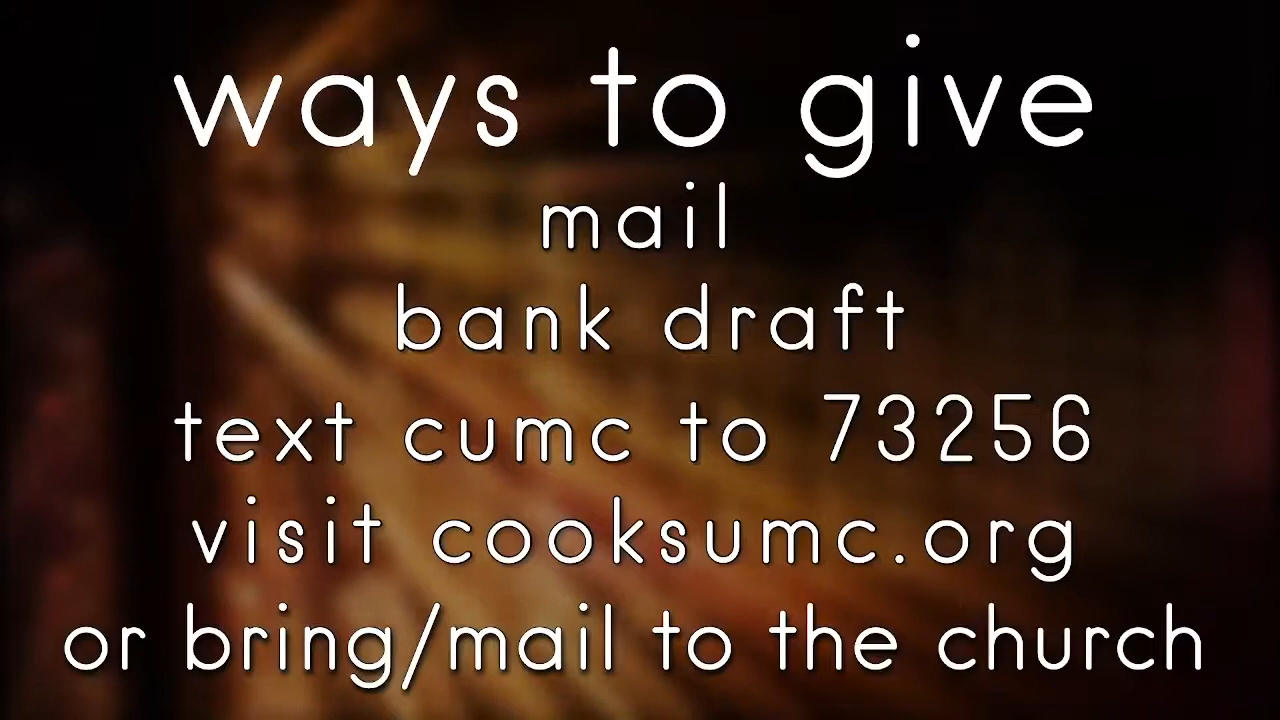 ways to give
mail
bank draft
text cumc to 73256
visit cooksumc.org
or bring/mail to the church